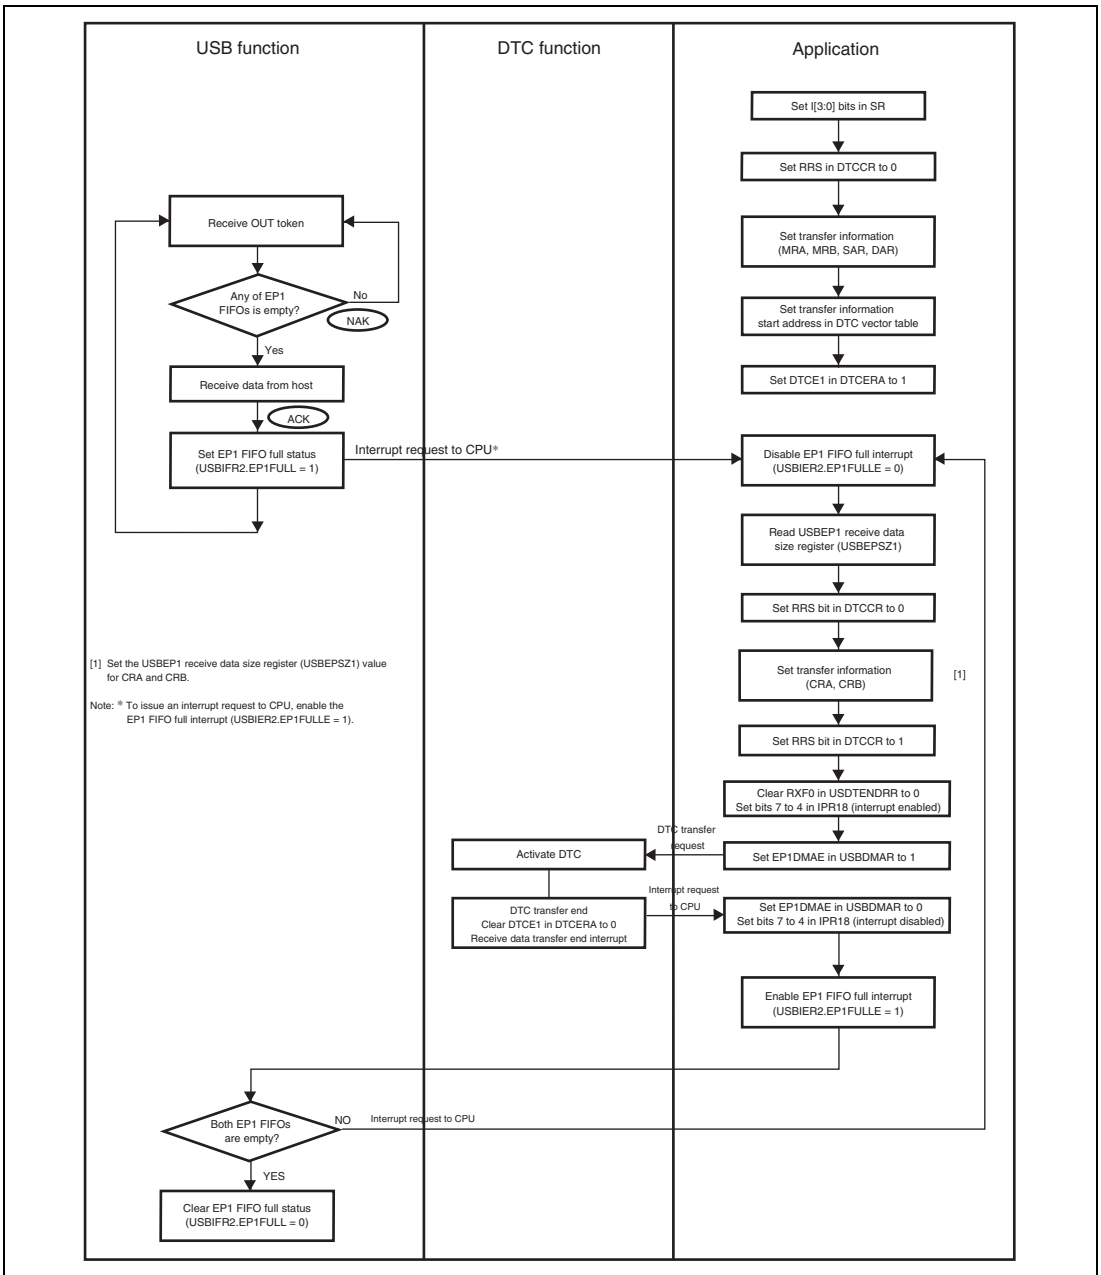 USB function
DTC function
Application
Set I[3:0] bits in SR
Set RRS in DTCCR to 0
Set transfer information
(MRA, MRB, SAR, DAR)
Set transfer information
start address in DTC vector table
Set DTCE1 in DTCERA to 1
Receive OUT token
Any of EP1
FIFOs is empty?
No
NAK
Yes
Receive data from host
ACK
Set EP1 FIFO full status
(USBIFR2.EP1FULL = 1)
Interrupt request to CPU*
Disable EP1 FIFO full interrupt
(USBIER2.EP1FULLE = 0)
Read USBEP1 receive data
size register (USBEPSZ1)
Set RRS bit in DTCCR to 0
Set transfer information
(CRA, CRB)
[1]
[1] Set the USBEP1 receive data size register (USBEPSZ1) value
for CRA and CRB.
Note: * To issue an interrupt request to CPU, enable the
EP1 FIFO full interrupt (USBIER2.EP1FULLE = 1).
Set RRS bit in DTCCR to 1
Clear RXF0 in USDTENDRR to 0
Set bits 7 to 4 in IPR18 (interrupt enabled)
DTC transfer
request
Set EP1DMAE in USBDMAR to 1
Activate DTC
DTC transfer end
Clear DTCE1 in DTCERA to 0
Receive data transfer end interrupt
Interrupt request
to CPU
Set EP1DMAE in USBDMAR to 0
Set bits 7 to 4 in IPR18 (interrupt disabled)
Enable EP1 FIFO full interrupt
(USBIER2.EP1FULLE = 1)
Both EP1 FIFOs
are empty?
NO
Interrupt request to CPU
YES
Clear EP1 FIFO full status
(USBIFR2.EP1FULL = 0)